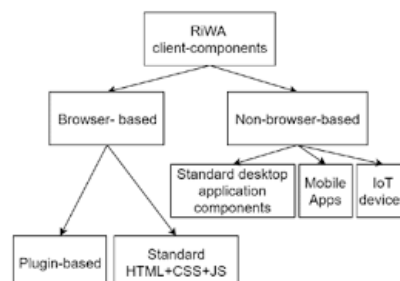 RiWA
client-components
Browser- based
Non-browser-based
Standard desktop
application
components
Mobile
Apps
IoT
device
Plugin-based
Standard
HTML+CSS+JS